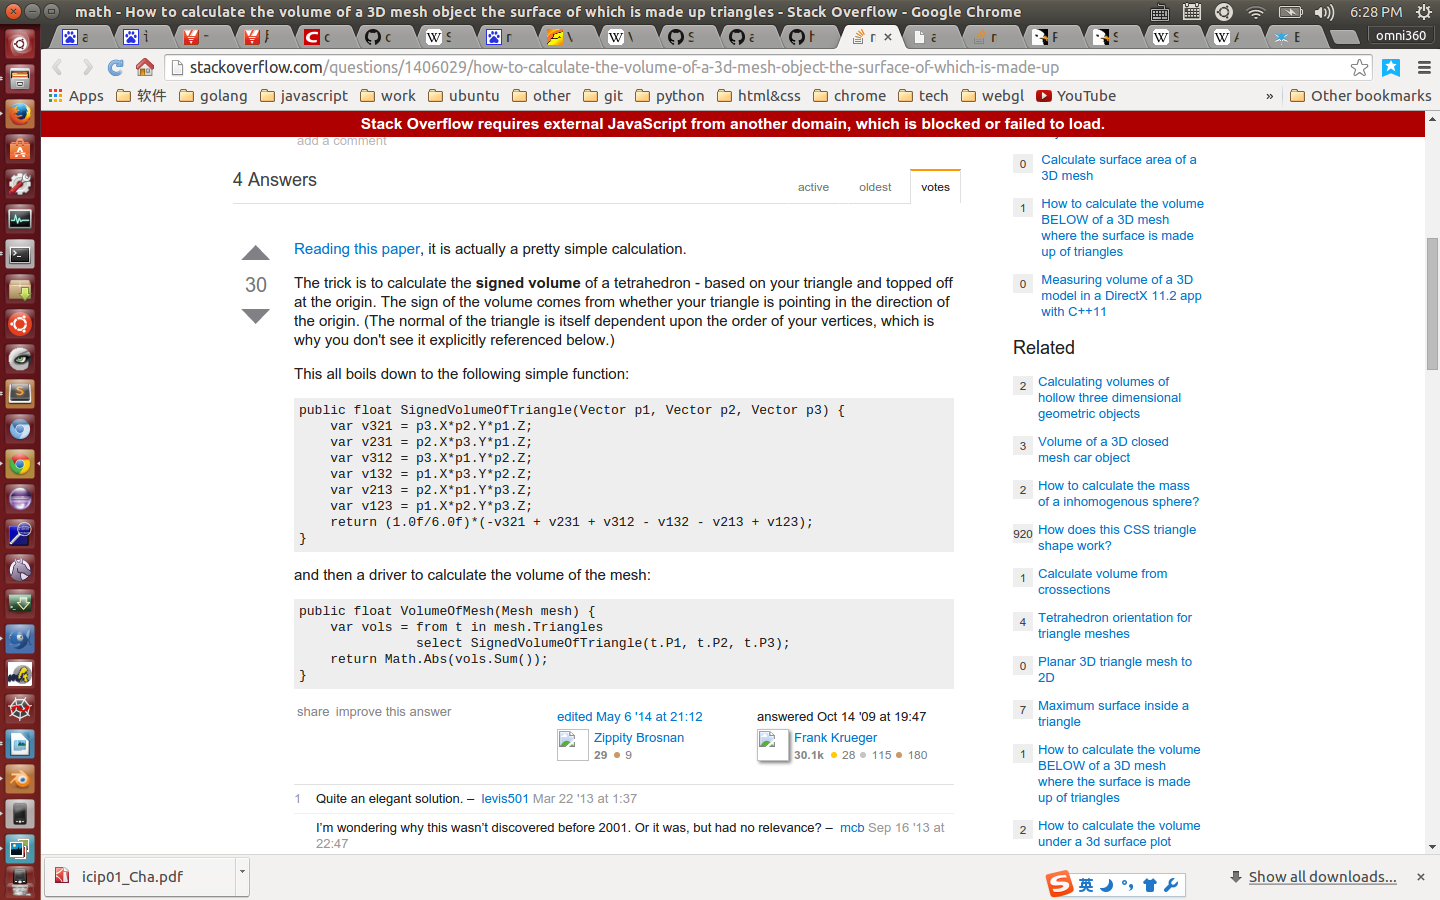 math - How to calculate the volume of a 3D mesh object the surface of which is made up triangles - Stack Overflow - Google Chrome
6:28 PM
omni360
stackoverflow.com/questions/1406029/how-to-calculate-the-volume-of-a-3d-mesh-object-the-surface-of-which-is-made-up
Apps 软件 golang javascript work ubuntu other git python html&css chrome tech webgl YouTube » Other bookmarks
Stack Overflow requires external JavaScript from another domain, which is blocked or failed to load.
add a comment
4 Answers
active oldest votes
30
Reading this paper, it is actually a pretty simple calculation.
The trick is to calculate the signed volume of a tetrahedron - based on your triangle and topped off
at the origin. The sign of the volume comes from whether your triangle is pointing in the direction of
the origin. (The normal of the triangle is itself dependent upon the order of your vertices, which is
why you don't see it explicitly referenced below.)
This all boils down to the following simple function:
public float SignedVolumeOfTriangle(Vector p1, Vector p2, Vector p3) {
var v321 = p3.X*p2.Y*p1.Z;
var v231 = p2.X*p3.Y*p1.Z;
var v312 = p3.X*p1.Y*p2.Z;
var v132 = p1.X*p3.Y*p2.Z;
var v213 = p2.X*p1.Y*p3.Z;
var v123 = p1.X*p2.Y*p3.Z;
return (1.0f/6.0f)*(-v321 + v231 + v312 - v132 - v213 + v123);
}
and then a driver to calculate the volume of the mesh:
public float VolumeOfMesh(Mesh mesh) {
var vols = from t in mesh.Triangles
select SignedVolumeOfTriangle(t.P1, t.P2, t.P3);
return Math.Abs(vols.Sum());
}
share improve this answer
edited May 6 '14 at 21:12
Zippity Brosnan
29 9
answered Oct 14 '09 at 19:47
Frank Krueger
30.1k 28 115 180
1 Quite an elegant solution. – levis501 Mar 22 '13 at 1:37
I'm wondering why this wasn't discovered before 2001. Or it was, but had no relevance? – mcb Sep 16 '13 at
22:47
0 Calculate surface area of a
3D mesh
1 How to calculate the volume
BELOW of a 3D mesh
where the surface is made
up of triangles
0 Measuring volume of a 3D
model in a DirectX 11.2 app
with C++11
Related
2 Calculating volumes of
hollow three dimensional
geometric objects
3 Volume of a 3D closed
mesh car object
2 How to calculate the mass
of a inhomogenous sphere?
920 How does this CSS triangle
shape work?
1 Calculate volume from
crossections
4 Tetrahedron orientation for
triangle meshes
0 Planar 3D triangle mesh to
2D
7 Maximum surface inside a
triangle
1 How to calculate the volume
BELOW of a 3D mesh
where the surface is made
up of triangles
2 How to calculate the volume
under a 3d surface plot
icip01_Cha.pdf
英
Show all downloads...